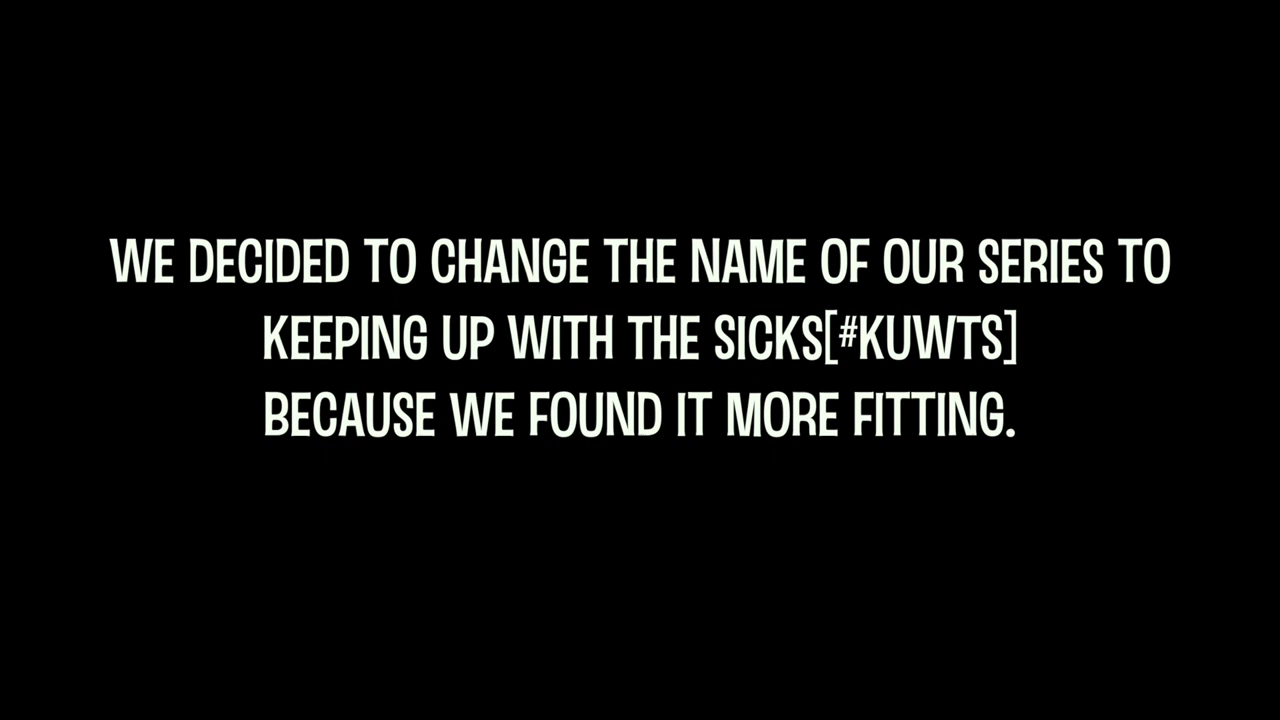 WE DECIDED TO CHANGE THE NAME OF OUR SERIES TO
KEEPING UP WITH THE SICKS[#KUWTS]
BECAUSE WE FOUND IT MORE FITTING.